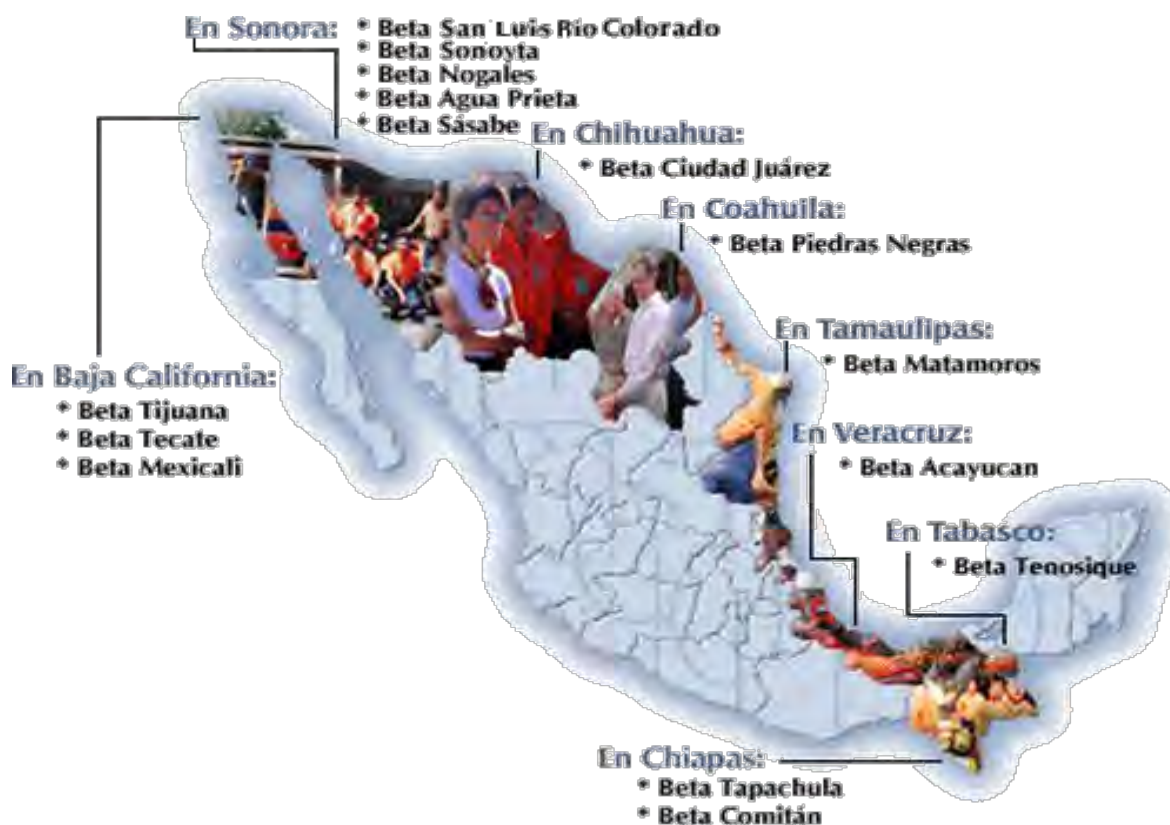 En Sonora:
* Beta San Luis Río Colorado
* Beta Sonoyta
* Beta Nogales
* Beta Agua Prieta
* Beta Sásabe
En Chihuahua:
* Beta Ciudad Juárez
En Coahuila:
* Beta Piedras Negras
En Tamaulipas:
* Beta Matamoros
En Baja California:
* Beta Tijuana
* Beta Tecate
* Beta Mexicali
En Veracruz:
* Beta Acayucan
En Tabasco:
* Beta Tenosique
En Chiapas:
* Beta Tapachula
* Beta Comitán